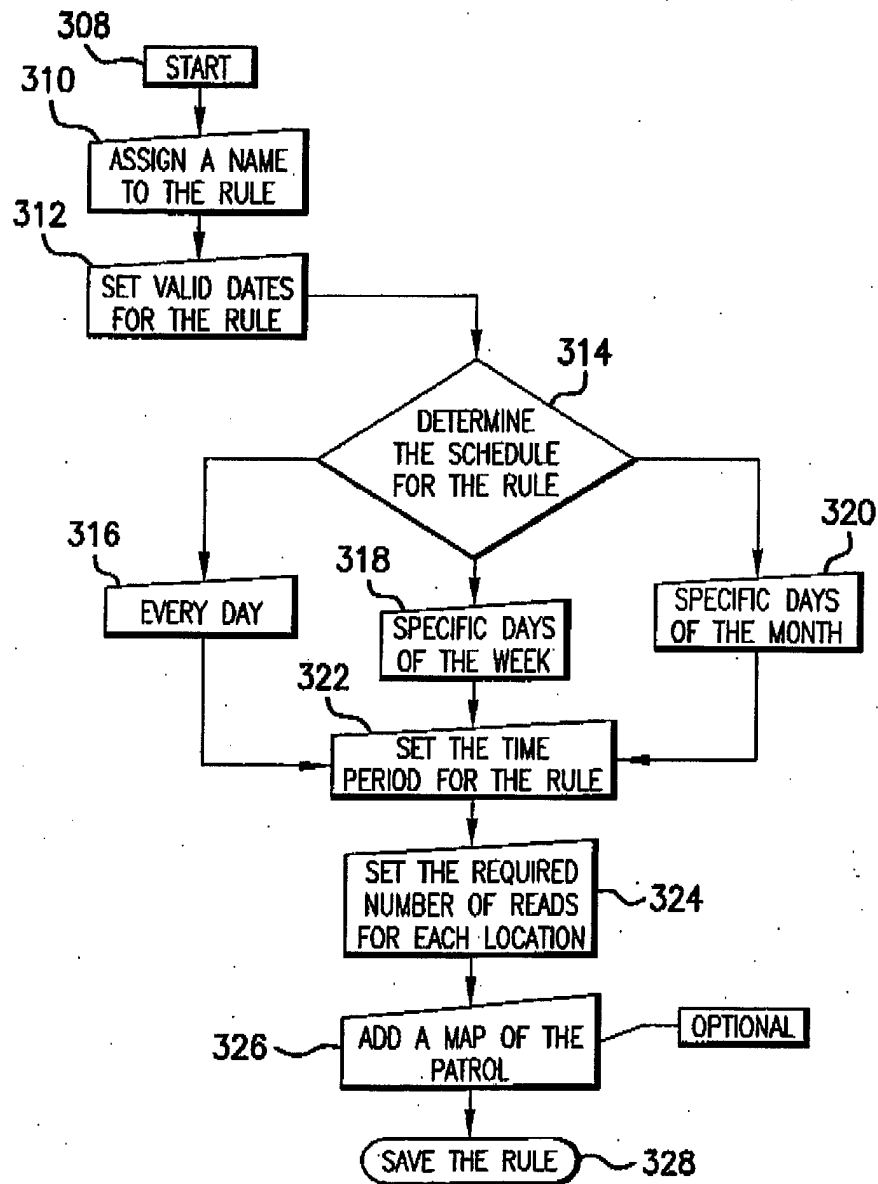 308
START
310
ASSIGN A NAME
TO THE RULE
312
SET VALID DATES
FOR THE RULE
314
DETERMINE
THE SCHEDULE
FOR THE RULE
316
EVERY DAY
318
SPECIFIC DAYS
OF THE WEEK
320
SPECIFIC DAYS
OF THE MONTH
322
SET THE TIME
PERIOD FOR THE RULE
SET THE REQUIRED
NUMBER OF READS
FOR EACH LOCATION
324
326
ADD A MAP OF THE
PATROL
OPTIONAL
SAVE THE RULE
328